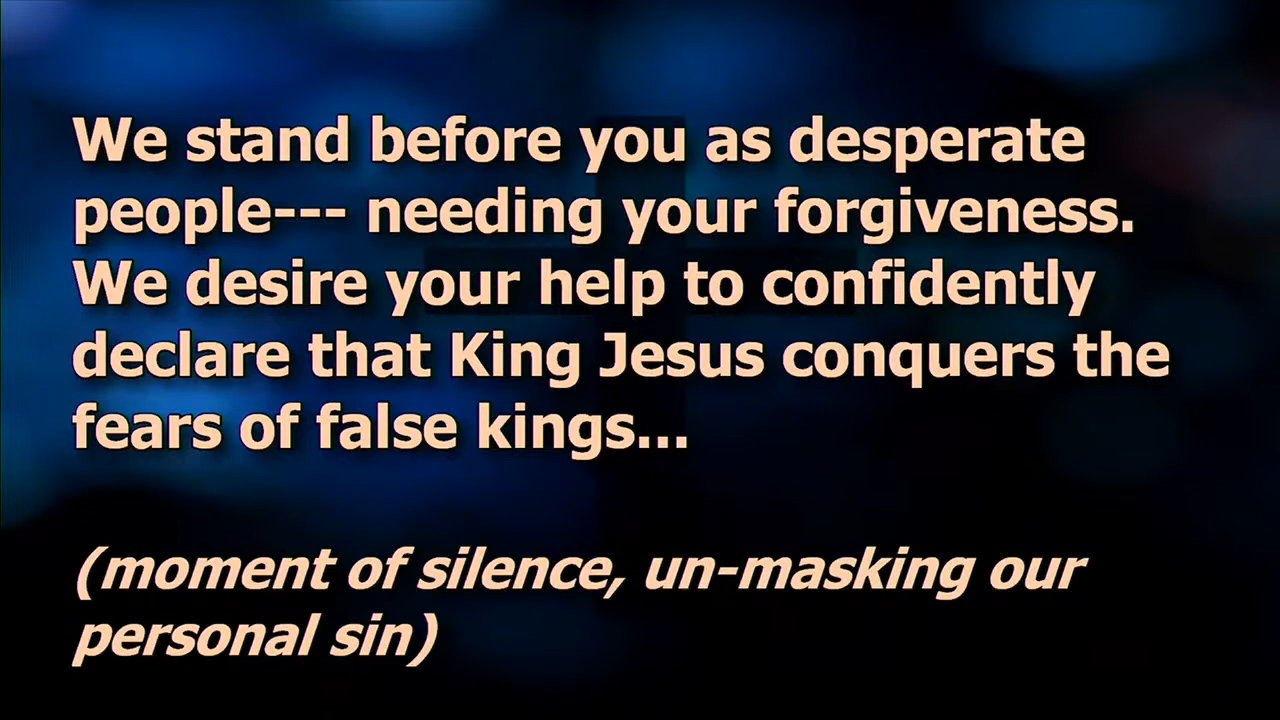 We stand before you as desperate
people--- needing your forgiveness.
We desire your help to confidently
declare that King Jesus conquers the
fears of false kings...
(moment of silence, un-masking our
personal sin)